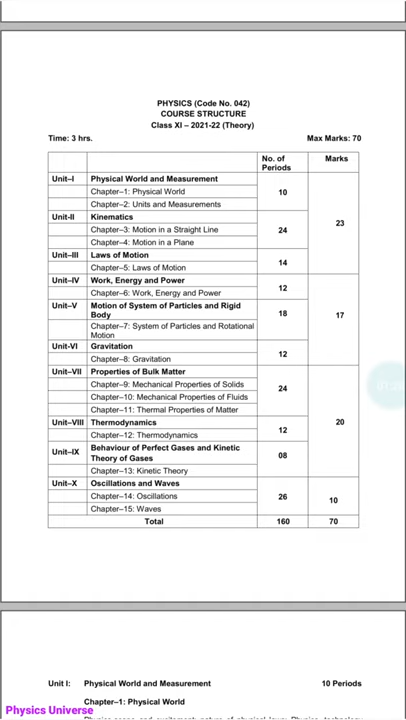 PHYSICS (Code No. 042)
COURSE STRUCTURE
Class XI – 2021-22 (Theory)
Time: 3 hrs. Max Marks: 70
No. of Periods Marks
Unit–I Physical World and Measurement 10 23
Chapter–1: Physical World
Chapter–2: Units and Measurements
Unit-II Kinematics 24
Chapter–3: Motion in a Straight Line
Chapter–4: Motion in a Plane
Unit–III Laws of Motion 14
Chapter–5: Laws of Motion
Unit–IV Work, Energy and Power 12 17
Chapter–6: Work, Energy and Power
Unit–V Motion of System of Particles and Rigid 18
Body
Chapter–7: System of Particles and Rotational
Motion
Unit-VI Gravitation 12
Chapter–8: Gravitation
Unit–VII Properties of Bulk Matter 24 20
Chapter–9: Mechanical Properties of Solids
Chapter–10: Mechanical Properties of Fluids
Chapter–11: Thermal Properties of Matter
Unit–VIII Thermodynamics 12
Chapter–12: Thermodynamics
Unit–IX Behaviour of Perfect Gases and Kinetic 08
Theory of Gases
Chapter–13: Kinetic Theory
Unit–X Oscillations and Waves 26 10
Chapter–14: Oscillations
Chapter–15: Waves
Total 160 70
Unit I: Physical World and Measurement 10 Periods
Chapter–1: Physical World
Physics Universe